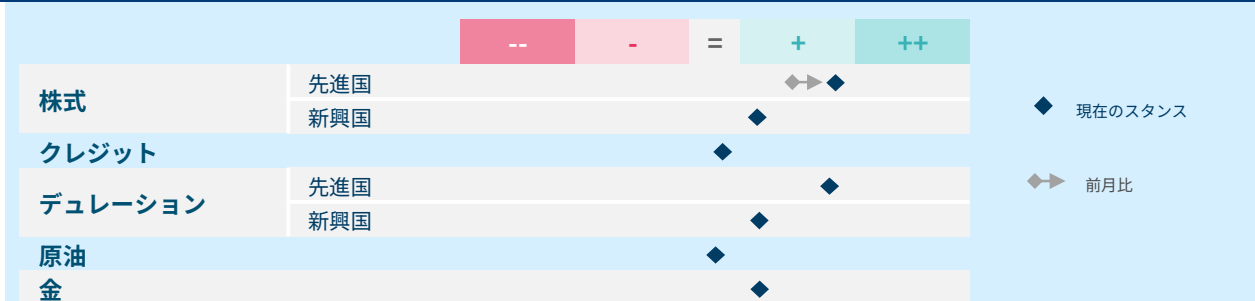 -- - = + ++
株式
先進国
新興国
クレジット
デュレーション
先進国
新興国
原油
金
現在のスタンス
前月比